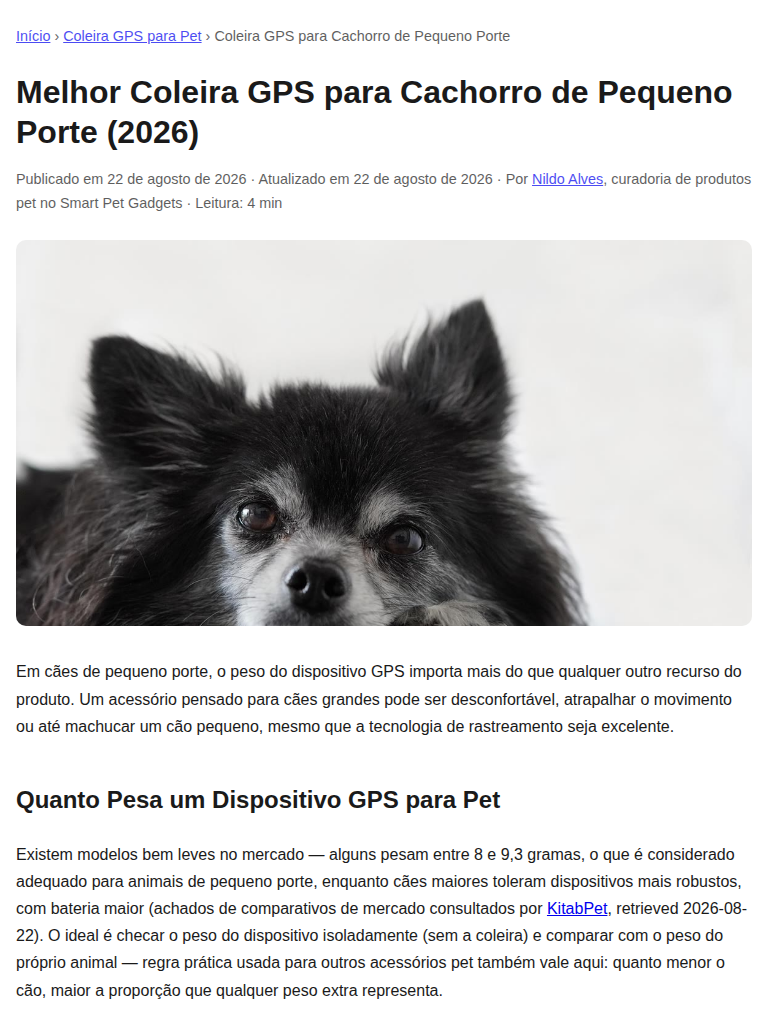 Início › Coleira GPS para Pet › Coleira GPS para Cachorro de Pequeno Porte
Melhor Coleira GPS para Cachorro de Pequeno
Porte (2026)
Publicado em 22 de agosto de 2026 · Atualizado em 22 de agosto de 2026 · Por Nildo Alves, curadoria de produtos
pet no Smart Pet Gadgets · Leitura: 4 min
Em cães de pequeno porte, o peso do dispositivo GPS importa mais do que qualquer outro recurso do
produto. Um acessório pensado para cães grandes pode ser desconfortável, atrapalhar o movimento
ou até machucar um cão pequeno, mesmo que a tecnologia de rastreamento seja excelente.
Quanto Pesa um Dispositivo GPS para Pet
Existem modelos bem leves no mercado — alguns pesam entre 8 e 9,3 gramas, o que é considerado
adequado para animais de pequeno porte, enquanto cães maiores toleram dispositivos mais robustos,
com bateria maior (achados de comparativos de mercado consultados por KitabPet, retrieved 2026-08-
22). O ideal é checar o peso do dispositivo isoladamente (sem a coleira) e comparar com o peso do
próprio animal — regra prática usada para outros acessórios pet também vale aqui: quanto menor o
cão, maior a proporção que qualquer peso extra representa.